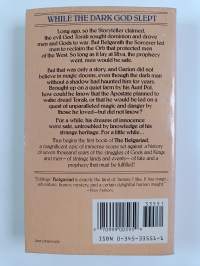 WHILE THE DARK GOD SLEPT
Long ago, so the Storyteller claimed,
the evil God Torak sought dominion and drove
men and Gods to war. But Belgarath the Sorcerer led
men to reclaim the Orb that protected men
of the West. So long as it lay at Riva, the prophecy
went, men would be safe.
But that was only a story, and Garion did not
believe in magic dooms, even though the dark man
without a shadow had haunted him for years.
Brought up on a quiet farm by his Aunt Pol,
how could he know that the Apostate planned
to wake dread Torak, or that he would be led on a
quest of unparalleled magic and danger by
those he loved—but did not know?
For a while, his dreams of innocence
were safe, untroubled by knowledge of his
strange heritage. For a little while...
Thus begins the first book of The Belgariad,
a magnificent epic of immense scope set against a history
of seven thousand years of the struggles of Gods and Kings
and men—of strange lands and events—of fate and a
prophecy that must be fulfilled!
ISBN 0-345-33551-1